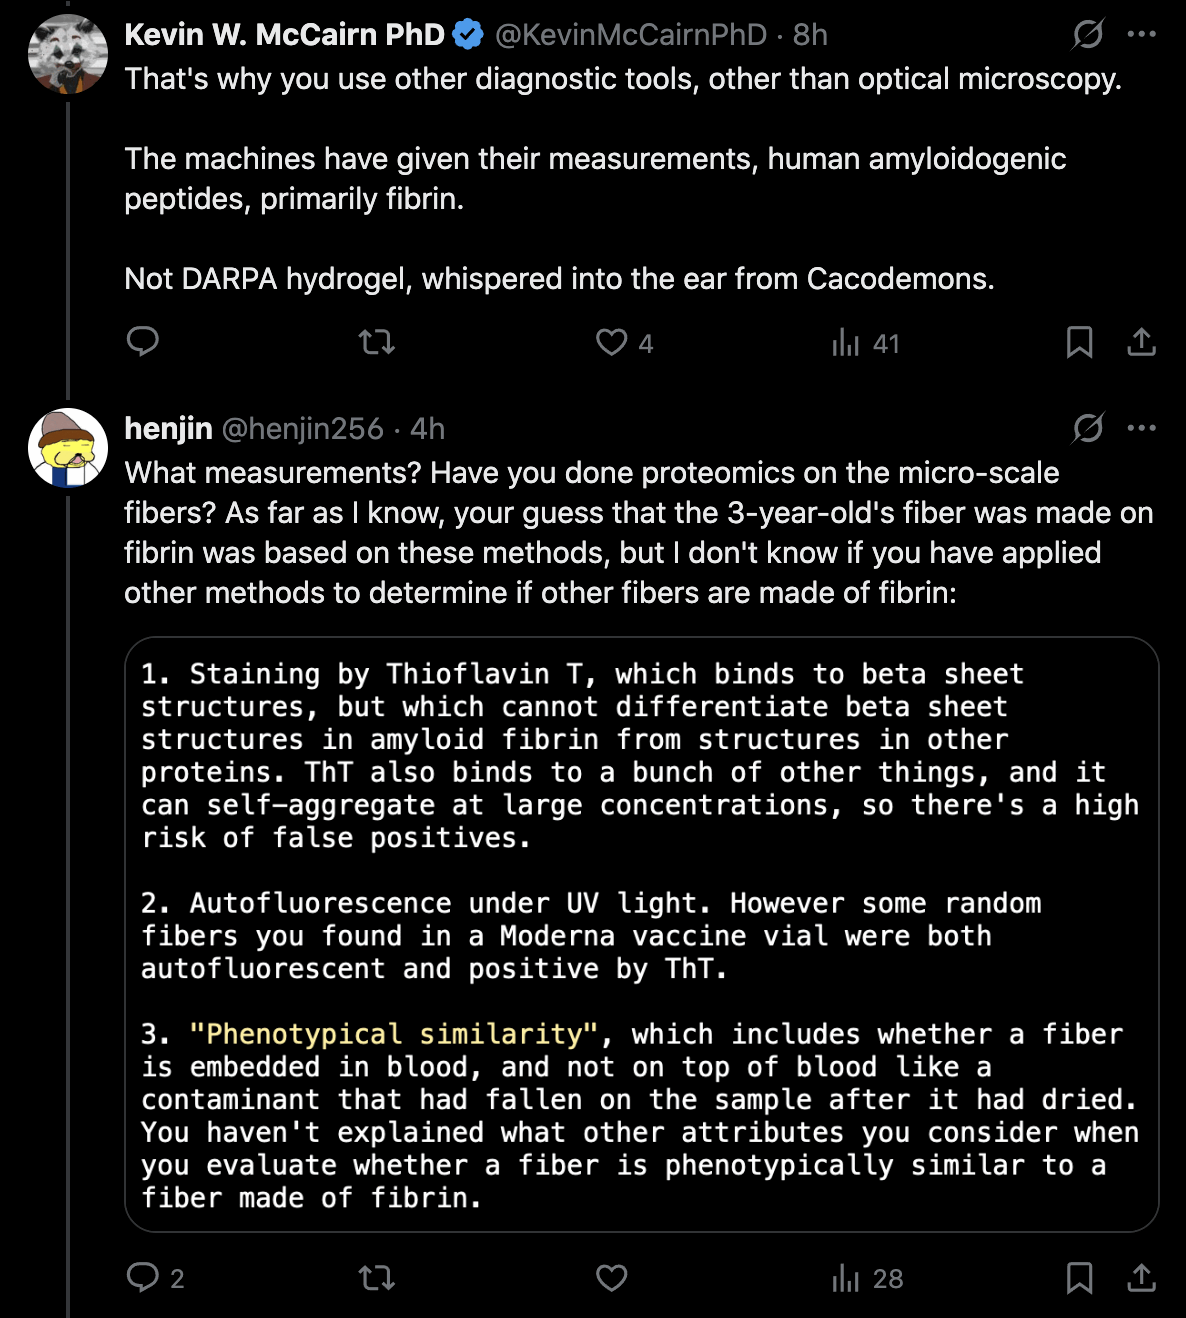 Kevin W. McCairn PhD @KevinMcCairnPhD · 8h
That's why you use other diagnostic tools, other than optical microscopy.
The machines have given their measurements, human amyloidogenic
peptides, primarily fibrin.
Not DARPA hydrogel, whispered into the ear from Cacodemons.
4 41
henjin @henjin256 · 4h
What measurements? Have you done proteomics on the micro-scale
fibers? As far as I know, your guess that the 3-year-old's fiber was made on
fibrin was based on these methods, but I don't know if you have applied
other methods to determine if other fibers are made of fibrin:
1. Staining by Thioflavin T, which binds to beta sheet
structures, but which cannot differentiate beta sheet
structures in amyloid fibrin from structures in other
proteins. ThT also binds to a bunch of other things, and it
can self-aggregate at large concentrations, so there's a high
risk of false positives.
2. Autofluorescence under UV light. However some random
fibers you found in a Moderna vaccine vial were both
autofluorescent and positive by ThT.
3. "Phenotypical similarity", which includes whether a fiber
is embedded in blood, and not on top of blood like a
contaminant that had fallen on the sample after it had dried.
You haven't explained what other attributes you consider when
you evaluate whether a fiber is phenotypically similar to a
fiber made of fibrin.
2 28